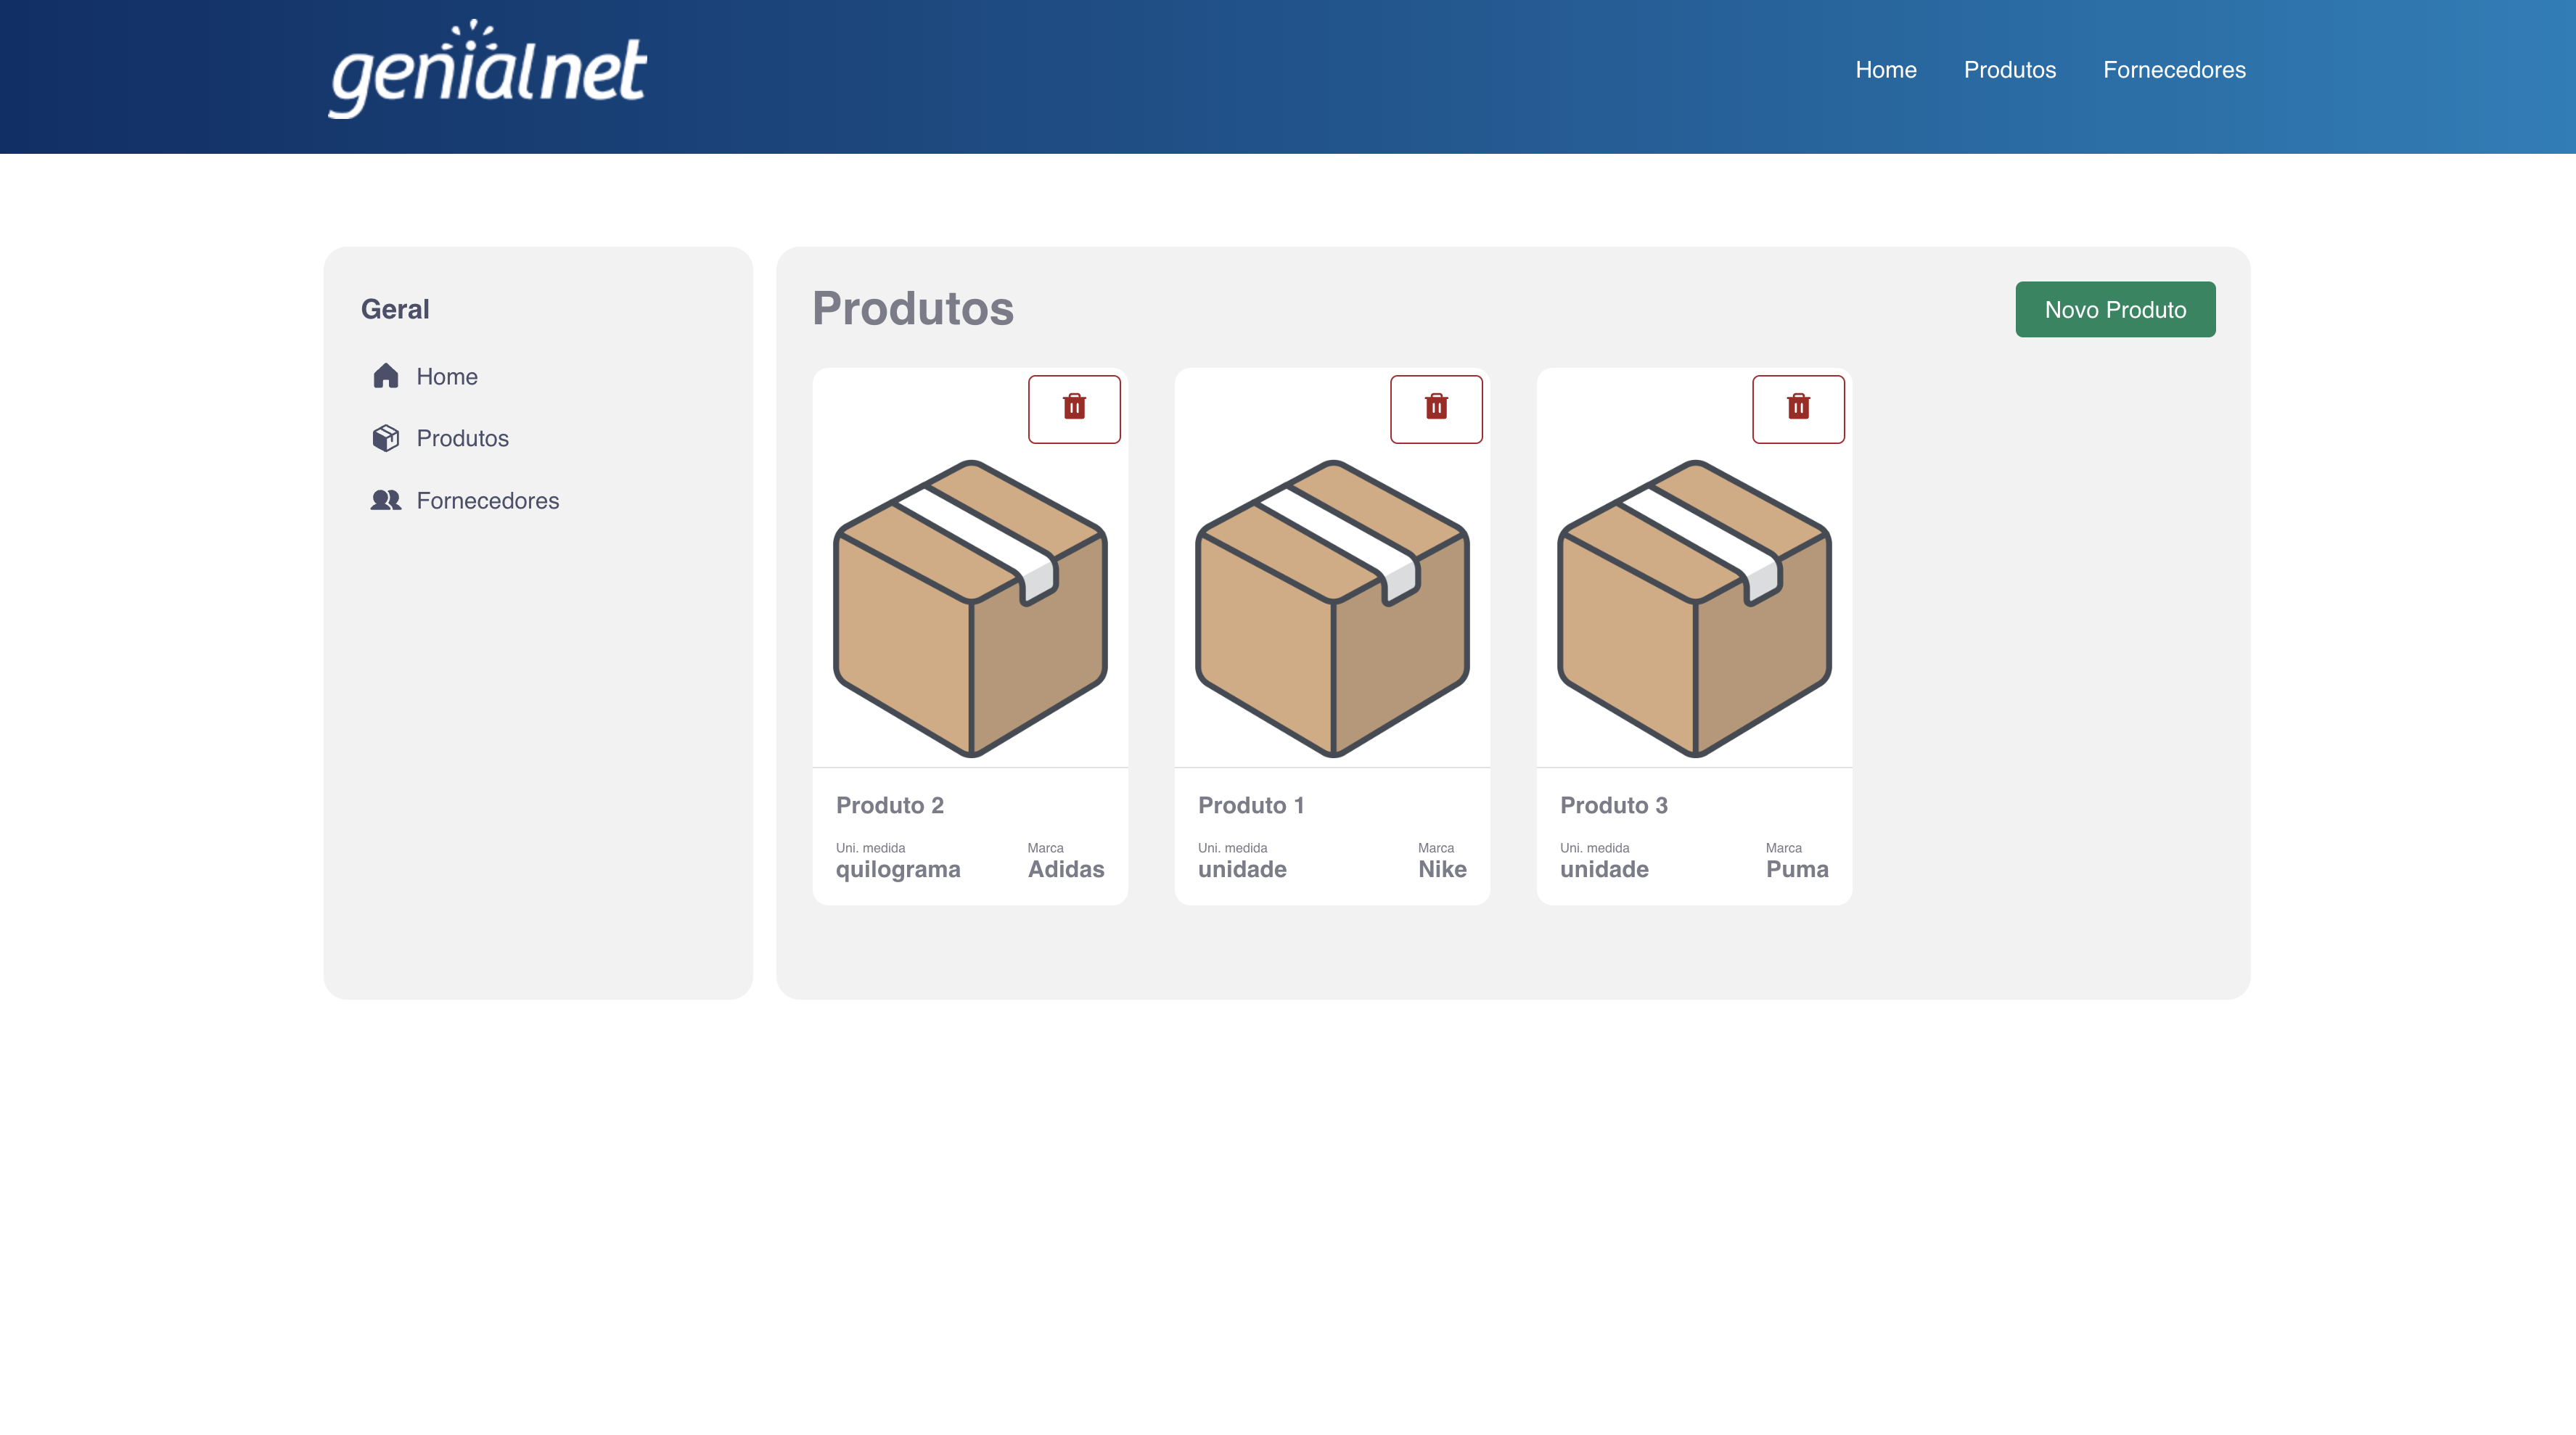 genialnet
Home Produtos Fornecedores
Geral
Home
Produtos
Fornecedores
Produtos
Novo Produto
Produto 2
Uni. medida Marca
quilograma Adidas
Produto 1
Uni. medida Marca
unidade Nike
Produto 3
Uni. medida Marca
unidade Puma